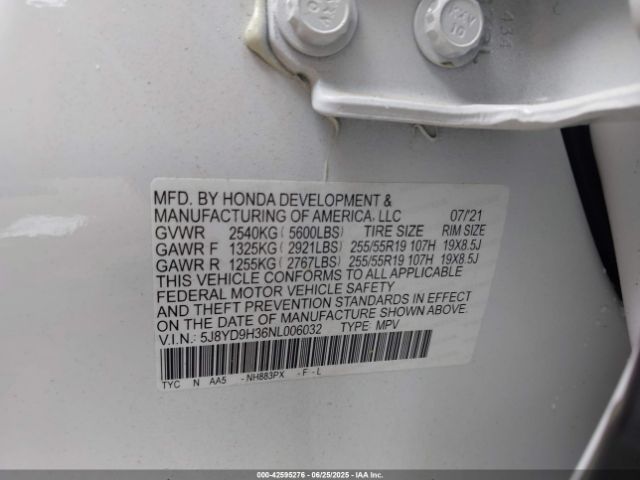 RAY
10
434
MFD. BY HONDA DEVELOPMENT &
MANUFACTURING OF AMERICA, LLC 07/21
GVWR 2540KG ( 5600LBS) TIRE SIZE RIM SIZE
GAWR F 1325KG ( 2921LBS) 255/55R19 107H 19X8.5J
GAWR R 1255KG ( 2767LBS) 255/55R19 107H 19X8.5J
THIS VEHICLE CONFORMS TO ALL APPLICABLE
FEDERAL MOTOR VEHICLE SAFETY
AND THEFT PREVENTION STANDARDS IN EFFECT
ON THE DATE OF MANUFACTURE SHOWN ABOVE.
V.I.N.: 5J8YD9H36NL006032 TYPE: MPV
TYC N AA5 -NH883PX -F-L
000-42595276 - 06/25/2025 - IAA Inc.